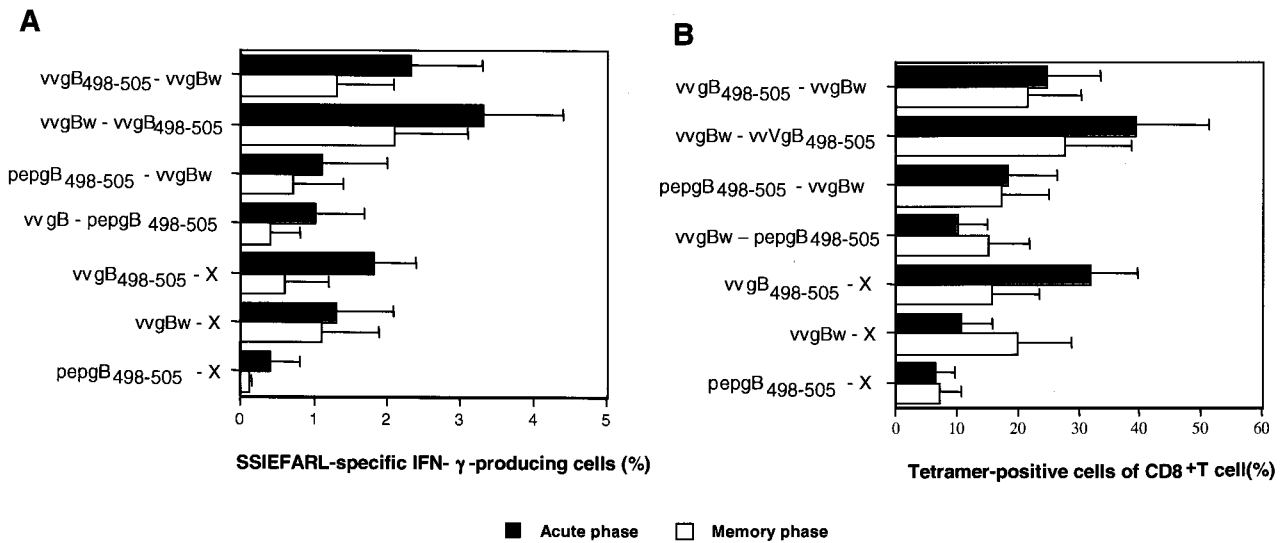 A
vvgB498-505 - vvgBw
vvgBw - vvgB498-505
pepgB498-505 - vvgBw
vvgB - pepgB 498-505
vvgB498-505 - X
vvgBw - X
pepgB498-505 - X
0 1 2 3 4 5
SSIEFARL-specific IFN- γ-producing cells (%)
B
vvgB498-505 - vvgBw
vvgBw - vvVgB498-505
pepgB498-505 - vvgBw
vvgBw – pepgB498-505
vvgB498-505 - X
vvgBw - X
pepgB498-505 - X
0 10 20 30 40 50 60
Tetramer-positive cells of CD8+T cell(%)
Acute phase
Memory phase